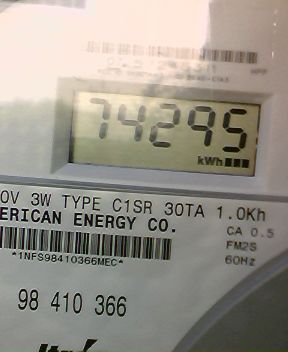 74295
kWh
0V 3W TYPE C1SR 30TA 1.0Kh
ERICAN ENERGY CO.
CA 0.5
FM2S
*1NFS98410366MEC*
60Hz
98 410 366